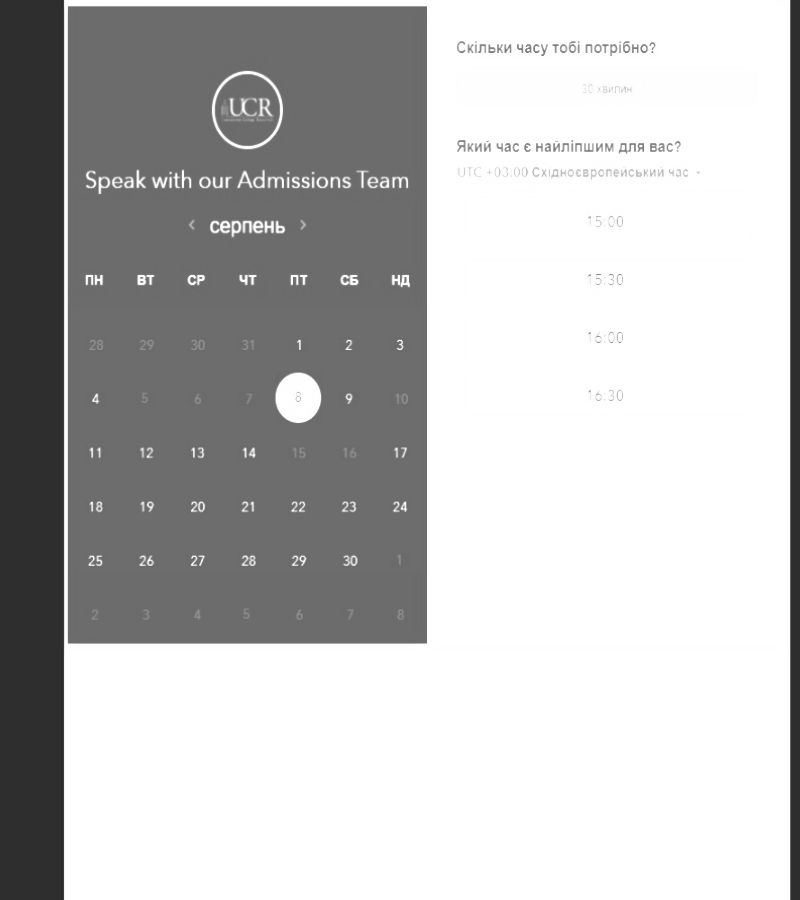 UCR
Speak with our Admissions Team
< серпень >
ПН ВТ СР ЧТ ПТ СБ НД
28 29 30 31 1 2 3
4 5 6 7 8 9 10
11 12 13 14 15 16 17
18 19 20 21 22 23 24
25 26 27 28 29 30 1
2 3 4 5 6 7 8
Скільки часу тобі потрібно?
30 хвилин
Який час є найліпшим для вас?
UTC +03:00 Східноєвропейський час
15:00
15:30
16:00
16:30